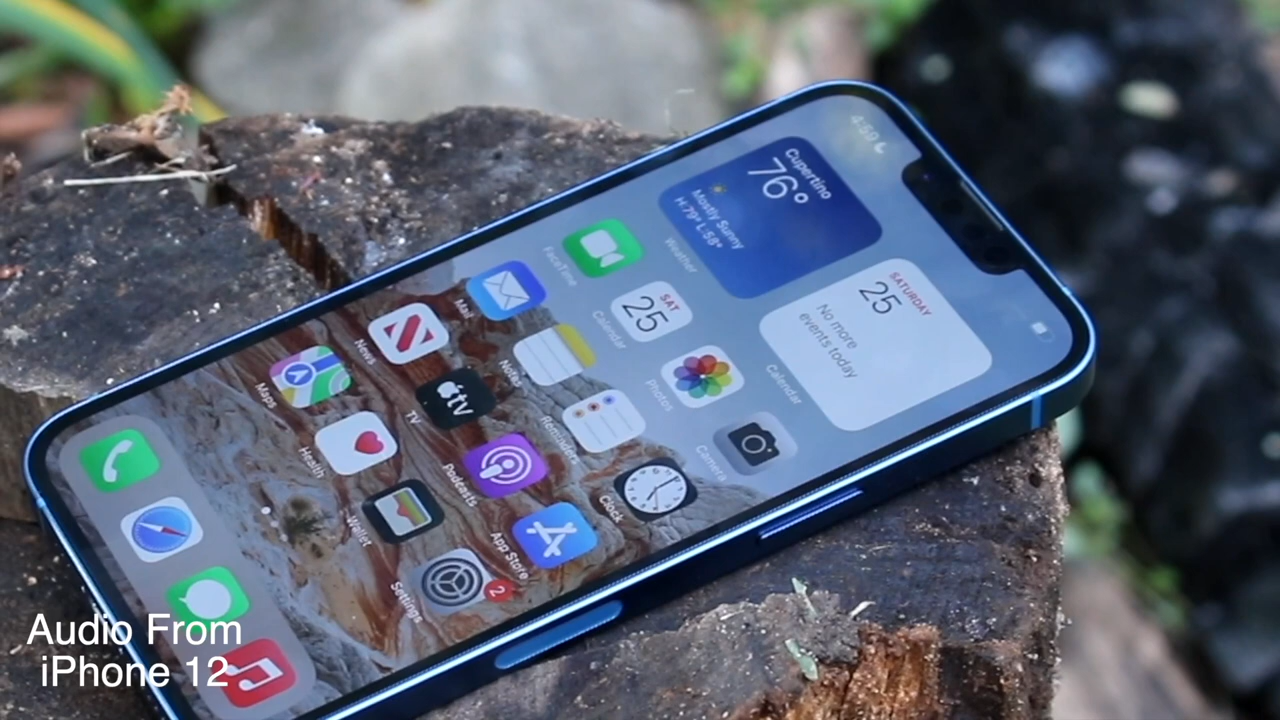 4:59
Cupertino
76°
Mostly Sunny
H:79° L:58°
Weather
SATURDAY
25
No more
events today
Calendar
FaceTime
SAT
25
Calendar
Photos
Camera
Mail
Notes
Reminders
Clock
News
tv
TV
Podcasts
App Store
Maps
Health
Wallet
Settings
2
Audio From
iPhone 12